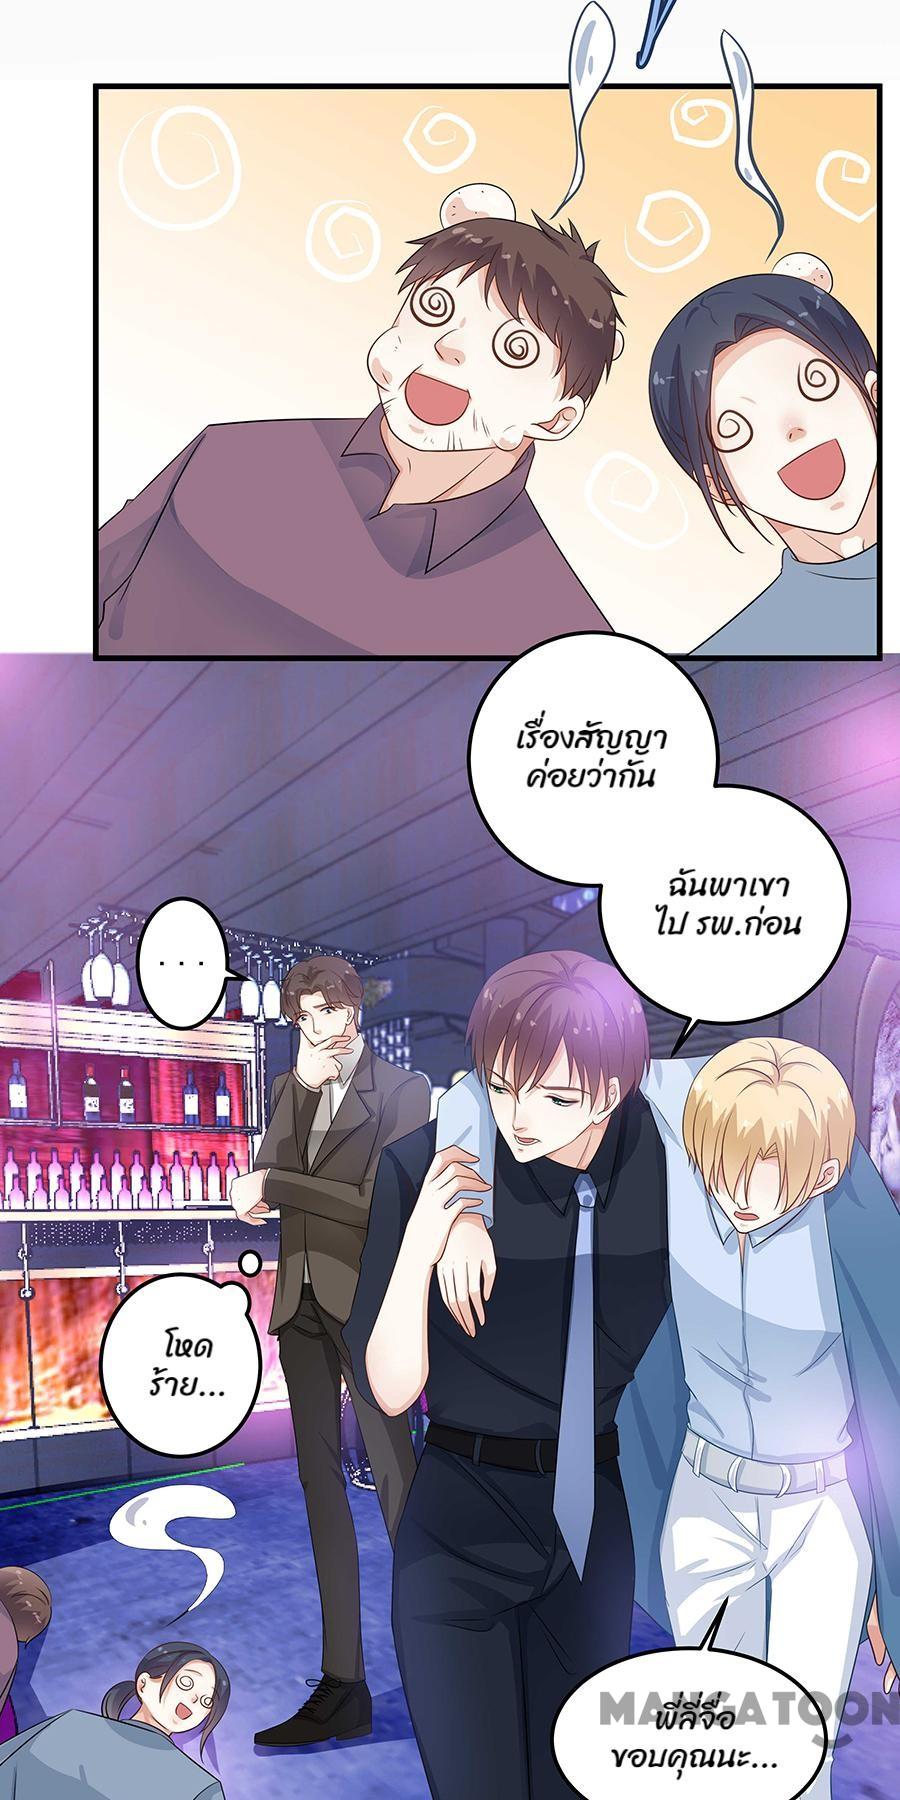 เรื่องสัญญา
ค่อยว่ากัน
ฉันพาเขา
ไป รพ.ก่อน
...
โหด
ร้าย...
MANGATOON
พี่ลี่จื่อ
ขอบคุณนะ...